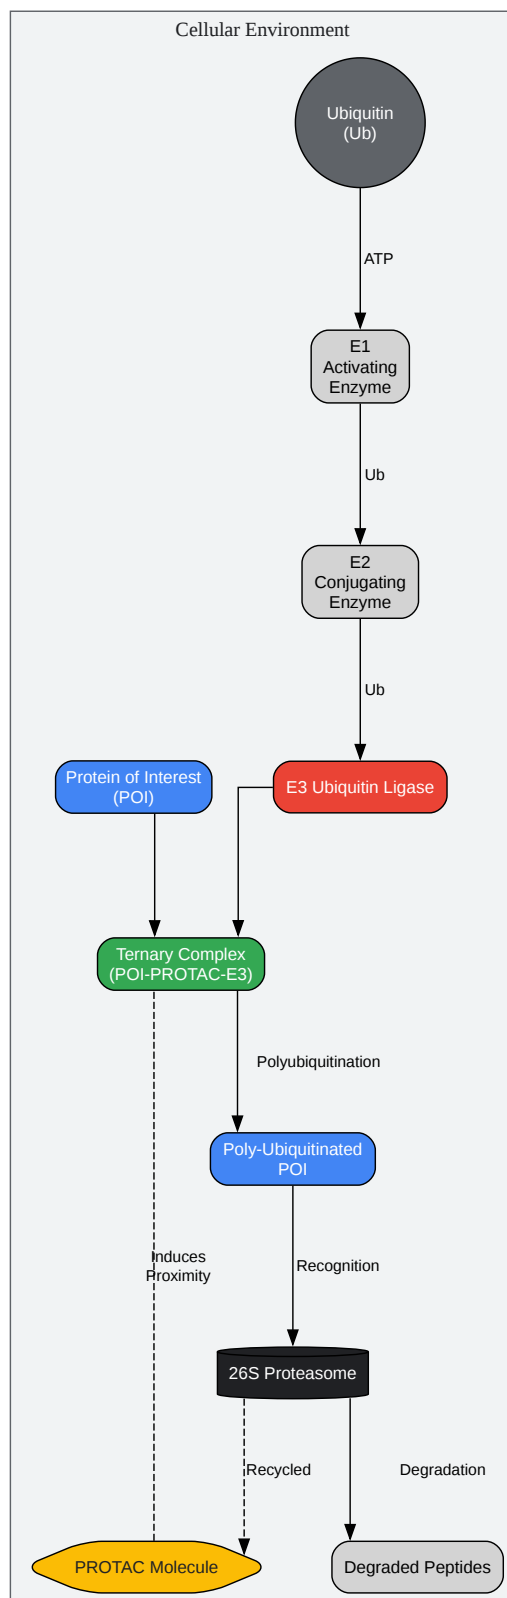 Cellular Environment
Ubiquitin
(Ub)
ATP
E1
Activating
Enzyme
Ub
E2
Conjugating
Enzyme
Ub
Protein of Interest
(POI)
E3 Ubiquitin Ligase
Ternary Complex
(POI-PROTAC-E3)
Polyubiquitination
Poly-Ubiquitinated
POI
Induces
Proximity
Recognition
26S Proteasome
Recycled
Degradation
PROTAC Molecule
Degraded Peptides